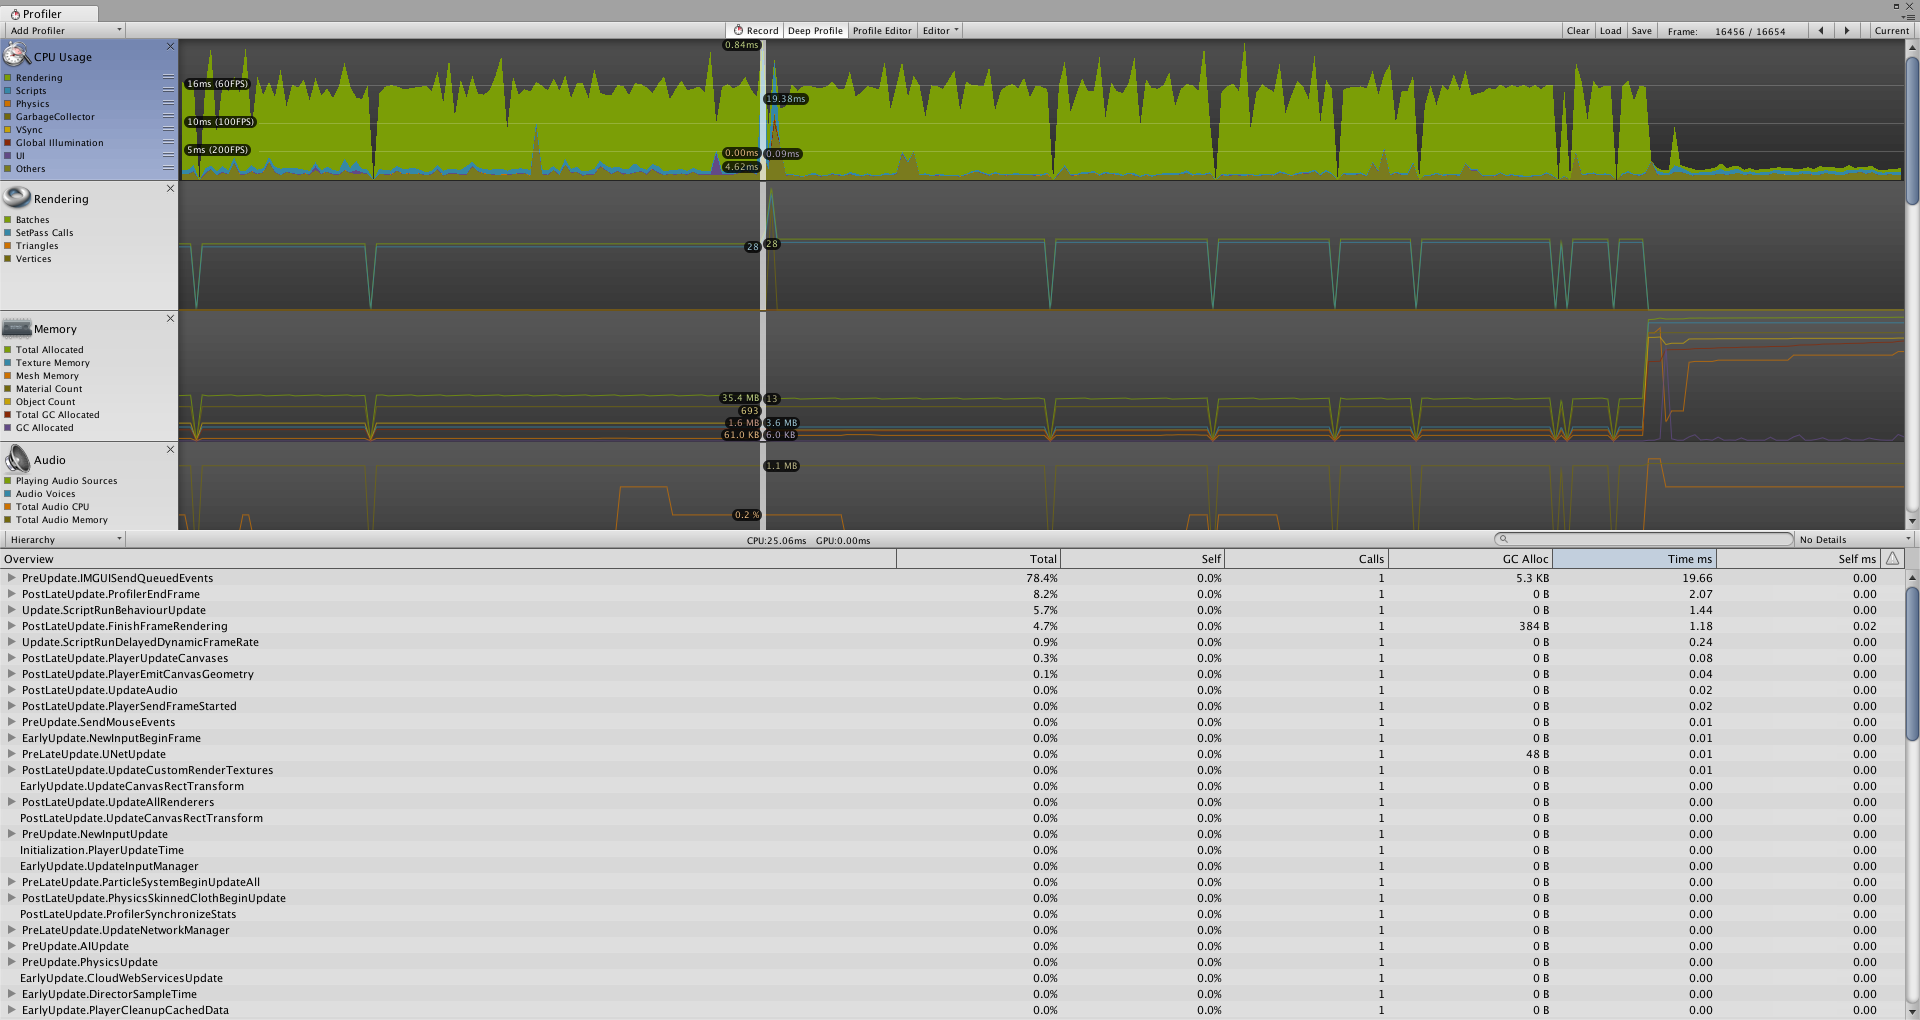 Profiler
Add Profiler
Record Deep Profile Profile Editor Editor
Clear Load Save Frame: 16456 / 16654 Current
CPU Usage
Rendering
Scripts
Physics
GarbageCollector
VSync
Global Illumination
UI
Others
16ms (60FPS)
10ms (100FPS)
5ms (200FPS)
0.84ms
19.38ms
0.00ms 0.09ms
4.62ms
Rendering
Batches
SetPass Calls
Triangles
Vertices
28 28
Memory
Total Allocated
Texture Memory
Mesh Memory
Material Count
Object Count
Total GC Allocated
GC Allocated
35.4 MB 13
693
1.6 MB 3.6 MB
61.0 KB 6.0 KB
Audio
Playing Audio Sources
Audio Voices
Total Audio CPU
Total Audio Memory
1.1 MB
0.2 %
Hierarchy CPU:25.06ms GPU:0.00ms No Details
Overview Total Self Calls GC Alloc Time ms Self ms
PreUpdate.IMGUISendQueuedEvents 78.4% 0.0% 1 5.3 KB 19.66 0.00
PostLateUpdate.ProfilerEndFrame 8.2% 0.0% 1 0 B 2.07 0.00
Update.ScriptRunBehaviourUpdate 5.7% 0.0% 1 0 B 1.44 0.00
PostLateUpdate.FinishFrameRendering 4.7% 0.0% 1 384 B 1.18 0.02
Update.ScriptRunDelayedDynamicFrameRate 0.9% 0.0% 1 0 B 0.24 0.00
PostLateUpdate.PlayerUpdateCanvases 0.3% 0.0% 1 0 B 0.08 0.00
PostLateUpdate.PlayerEmitCanvasGeometry 0.1% 0.0% 1 0 B 0.04 0.00
PostLateUpdate.UpdateAudio 0.0% 0.0% 1 0 B 0.02 0.00
PostLateUpdate.PlayerSendFrameStarted 0.0% 0.0% 1 0 B 0.02 0.00
PreUpdate.SendMouseEvents 0.0% 0.0% 1 0 B 0.01 0.00
EarlyUpdate.NewInputBeginFrame 0.0% 0.0% 1 0 B 0.01 0.00
PreLateUpdate.UNetUpdate 0.0% 0.0% 1 48 B 0.01 0.00
PostLateUpdate.UpdateCustomRenderTextures 0.0% 0.0% 1 0 B 0.01 0.00
EarlyUpdate.UpdateCanvasRectTransform 0.0% 0.0% 1 0 B 0.00 0.00
PostLateUpdate.UpdateAllRenderers 0.0% 0.0% 1 0 B 0.00 0.00
PostLateUpdate.UpdateCanvasRectTransform 0.0% 0.0% 1 0 B 0.00 0.00
PreUpdate.NewInputUpdate 0.0% 0.0% 1 0 B 0.00 0.00
Initialization.PlayerUpdateTime 0.0% 0.0% 1 0 B 0.00 0.00
EarlyUpdate.UpdateInputManager 0.0% 0.0% 1 0 B 0.00 0.00
PreLateUpdate.ParticleSystemBeginUpdateAll 0.0% 0.0% 1 0 B 0.00 0.00
PostLateUpdate.PhysicsSkinnedClothBeginUpdate 0.0% 0.0% 1 0 B 0.00 0.00
PostLateUpdate.ProfilerSynchronizeStats 0.0% 0.0% 1 0 B 0.00 0.00
PreLateUpdate.UpdateNetworkManager 0.0% 0.0% 1 0 B 0.00 0.00
PreUpdate.AIUpdate 0.0% 0.0% 1 0 B 0.00 0.00
PreUpdate.PhysicsUpdate 0.0% 0.0% 1 0 B 0.00 0.00
EarlyUpdate.CloudWebServicesUpdate 0.0% 0.0% 1 0 B 0.00 0.00
EarlyUpdate.DirectorSampleTime 0.0% 0.0% 1 0 B 0.00 0.00
EarlyUpdate.PlayerCleanupCachedData 0.0% 0.0% 1 0 B 0.00 0.00